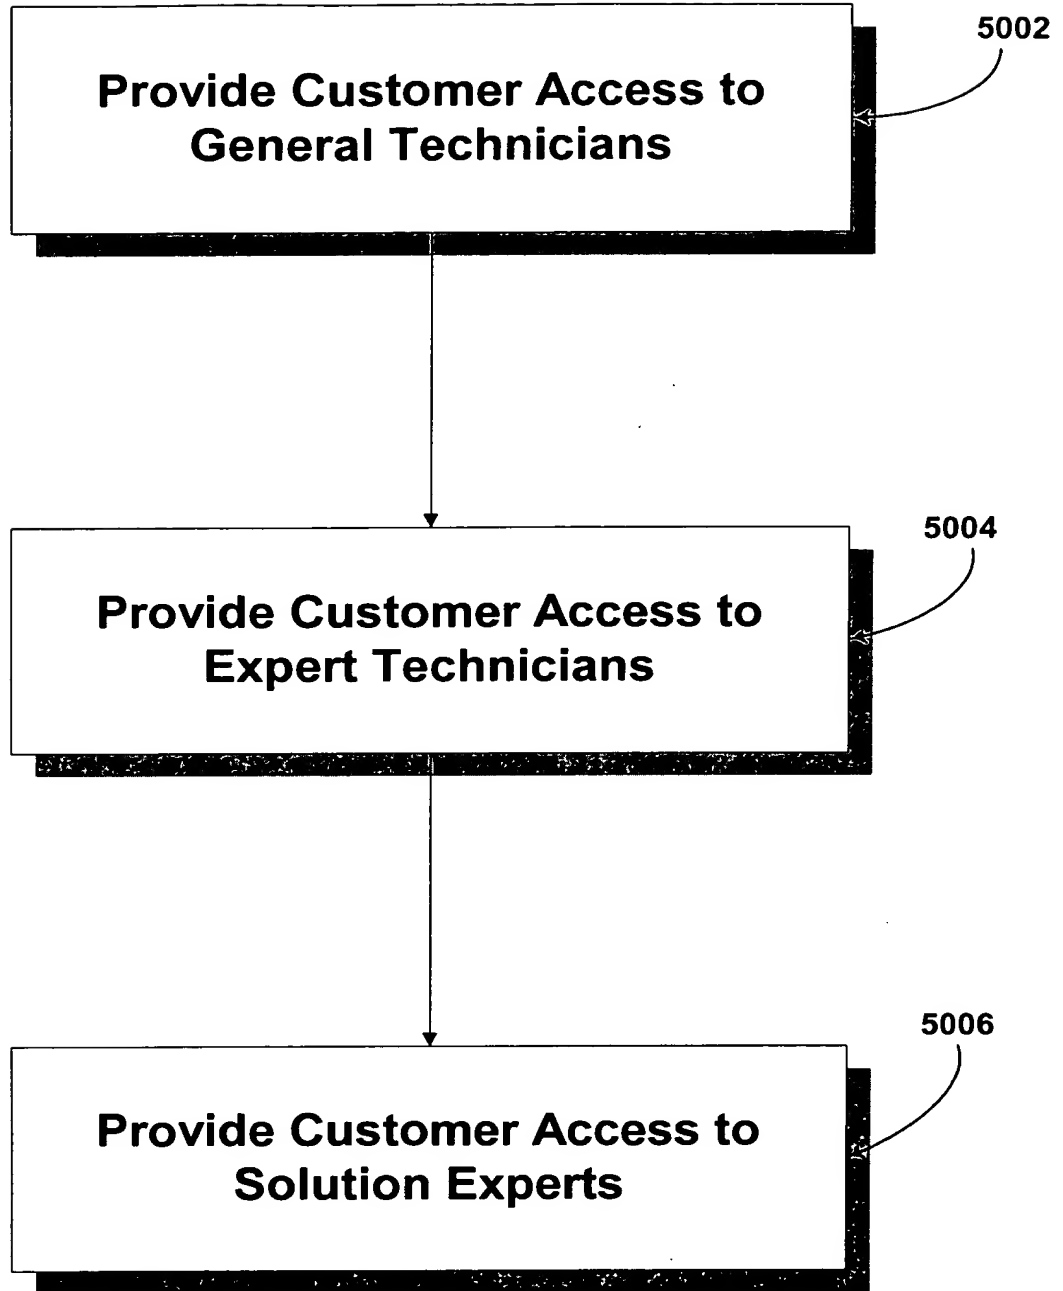 5002
Provide Customer Access to
General Technicians
5004
Provide Customer Access to
Expert Technicians
5006
Provide Customer Access to
Solution Experts